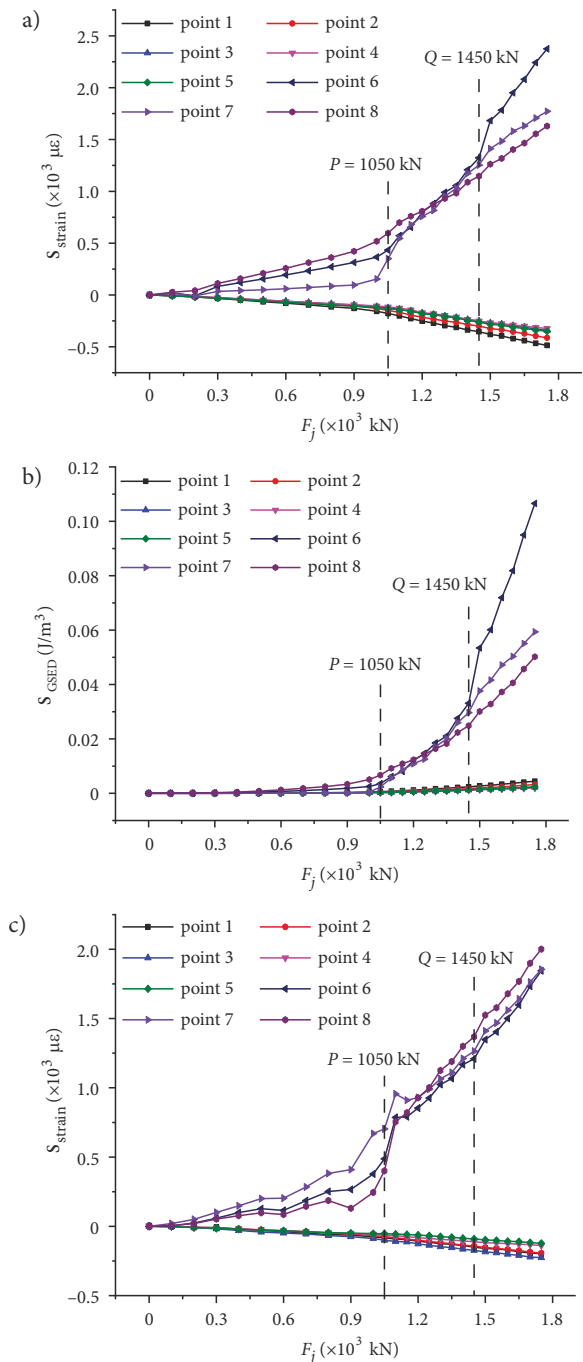 a)
point 1 point 2
point 3 point 4
point 5 point 6
point 7 point 8
Q = 1450 kN
P = 1050 kN
S_strain (×10³ με)
2.5
2.0
1.5
1.0
0.5
0
−0.5
0 0.3 0.6 0.9 1.2 1.5 1.8
F_j (×10³ kN)
b)
point 1 point 2
point 3 point 4
point 5 point 6
point 7 point 8
Q = 1450 kN
P = 1050 kN
S_GSED (J/m³)
0.12
0.10
0.08
0.06
0.04
0.02
0
0 0.3 0.6 0.9 1.2 1.5 1.8
F_j (×10³ kN)
c)
point 1 point 2
point 3 point 4
point 5 point 6
point 7 point 8
Q = 1450 kN
P = 1050 kN
S_strain (×10³ με)
2.0
1.5
1.0
0.5
0
−0.5
0 0.3 0.6 0.9 1.2 1.5 1.8
F_j (×10³ kN)